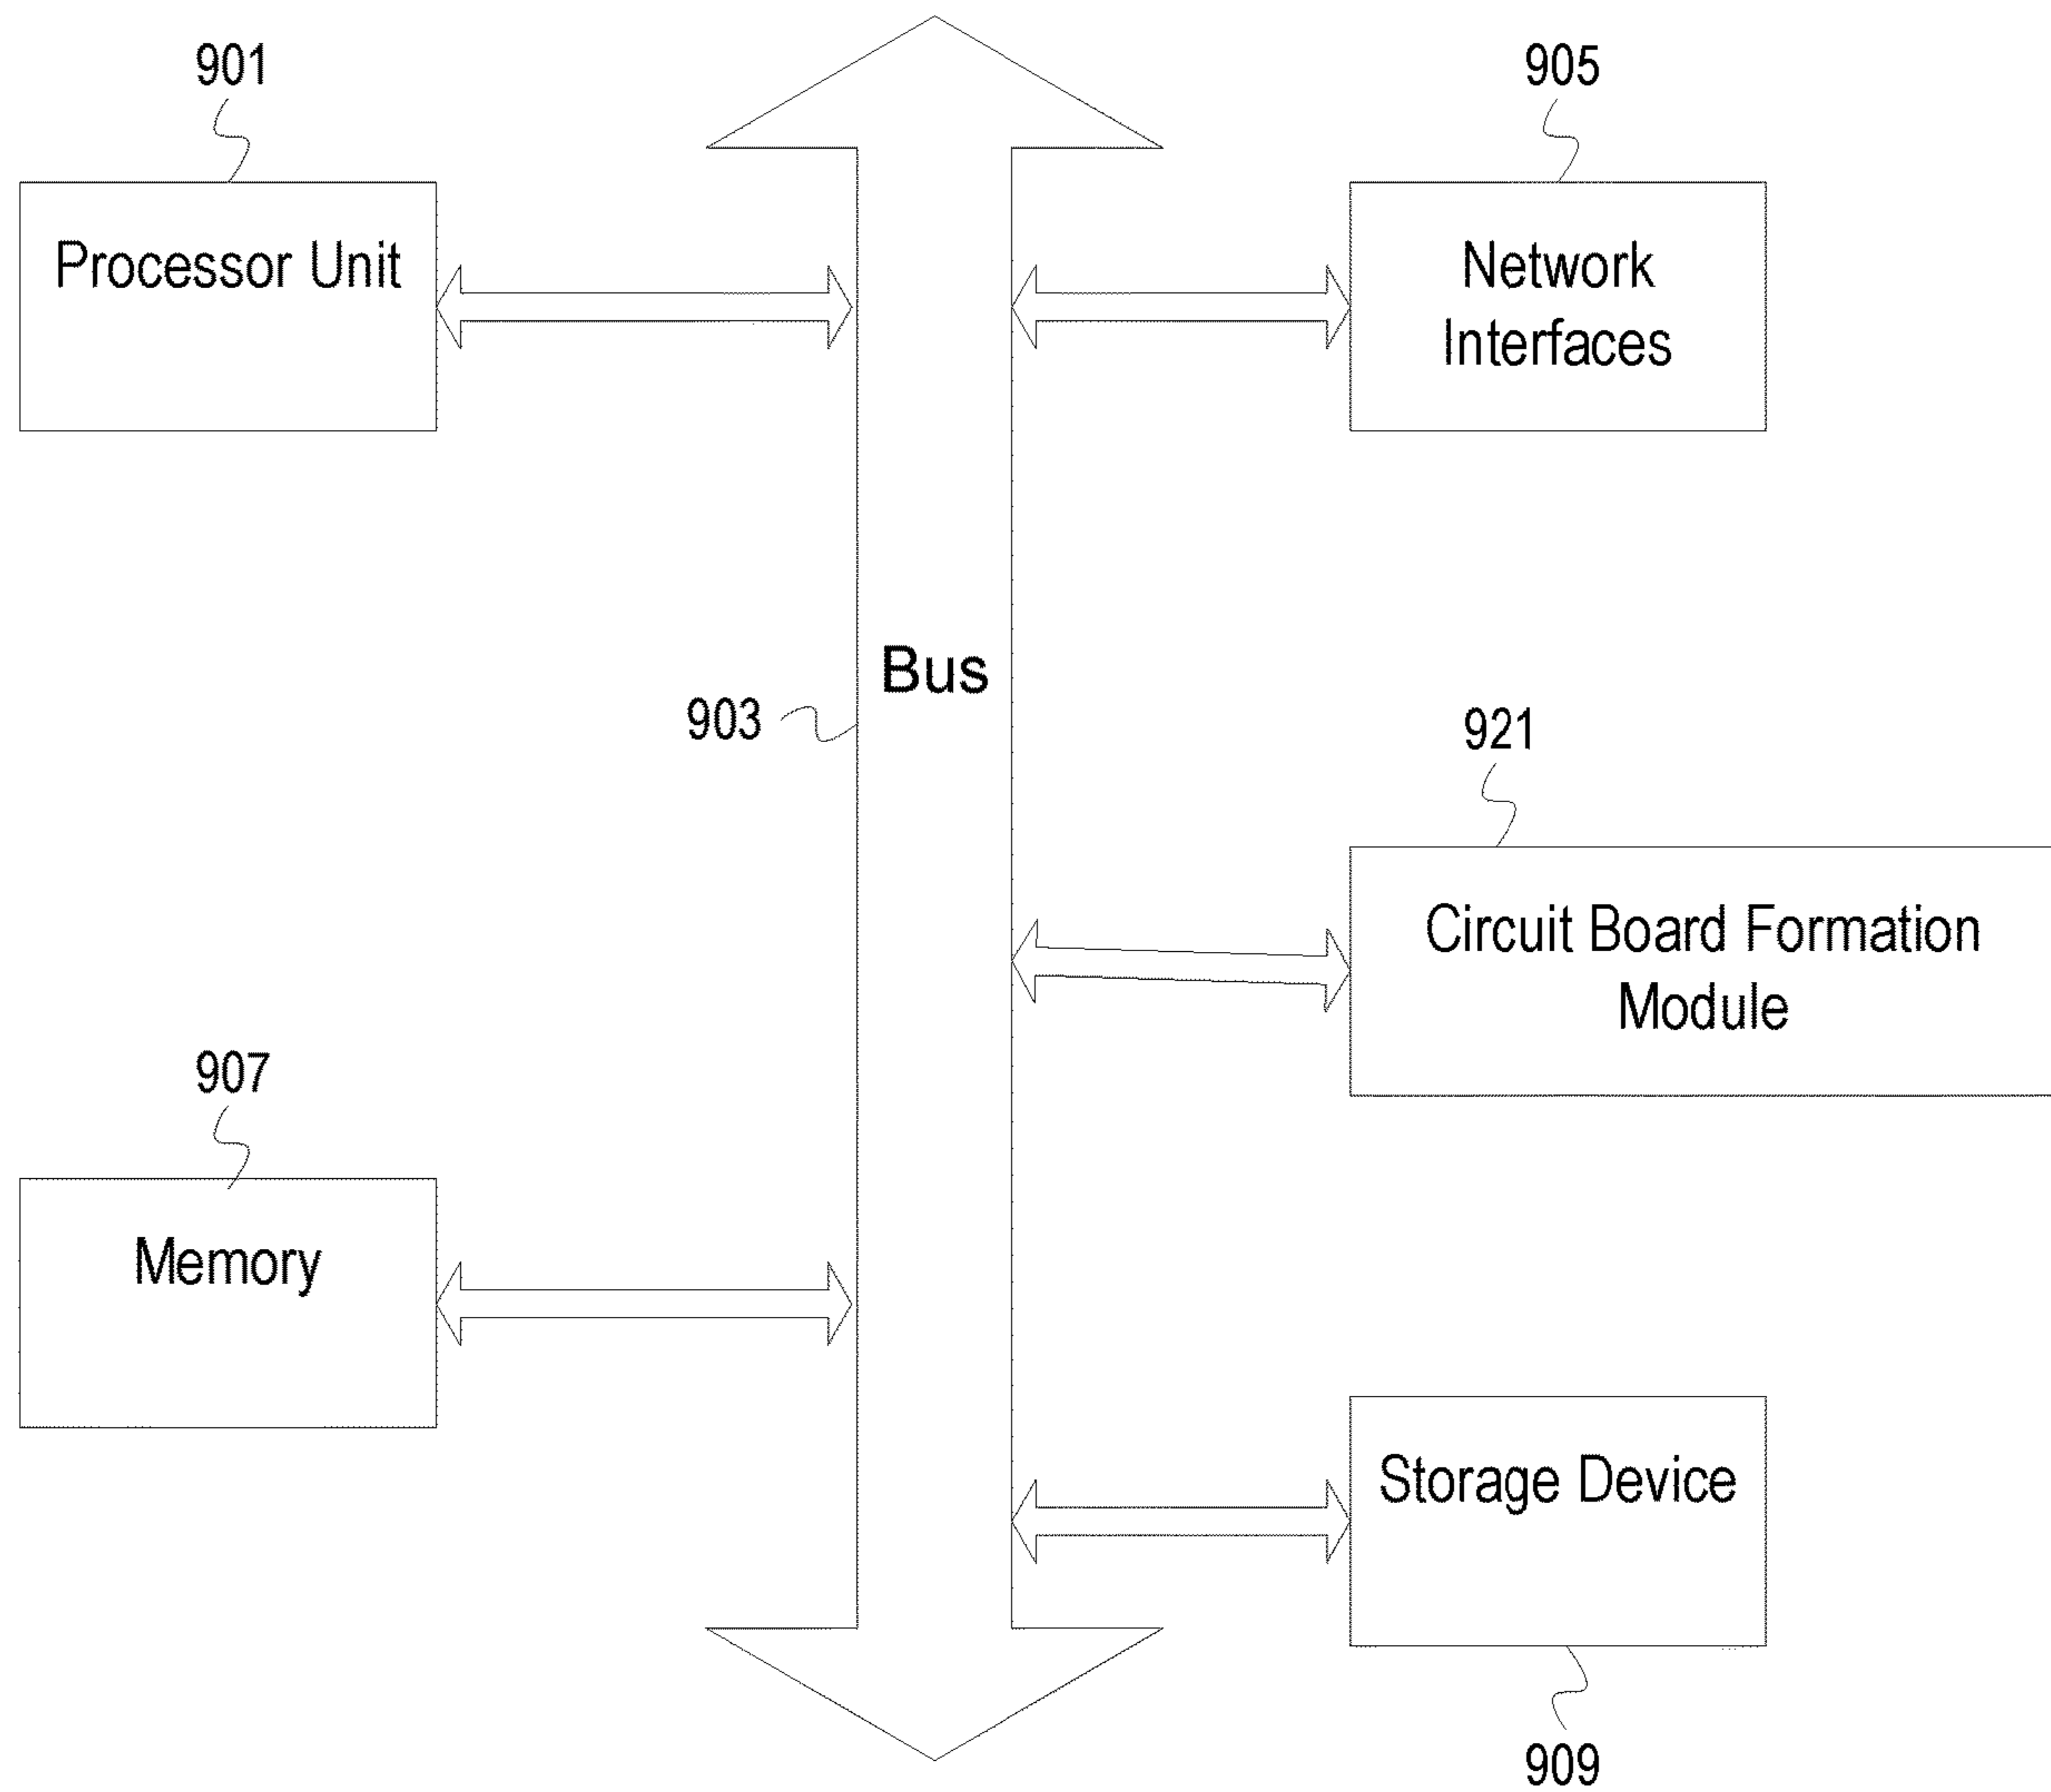 901
905
Processor Unit
Network
Interfaces
Bus
903
921
Circuit Board Formation
Module
907
Memory
Storage Device
909